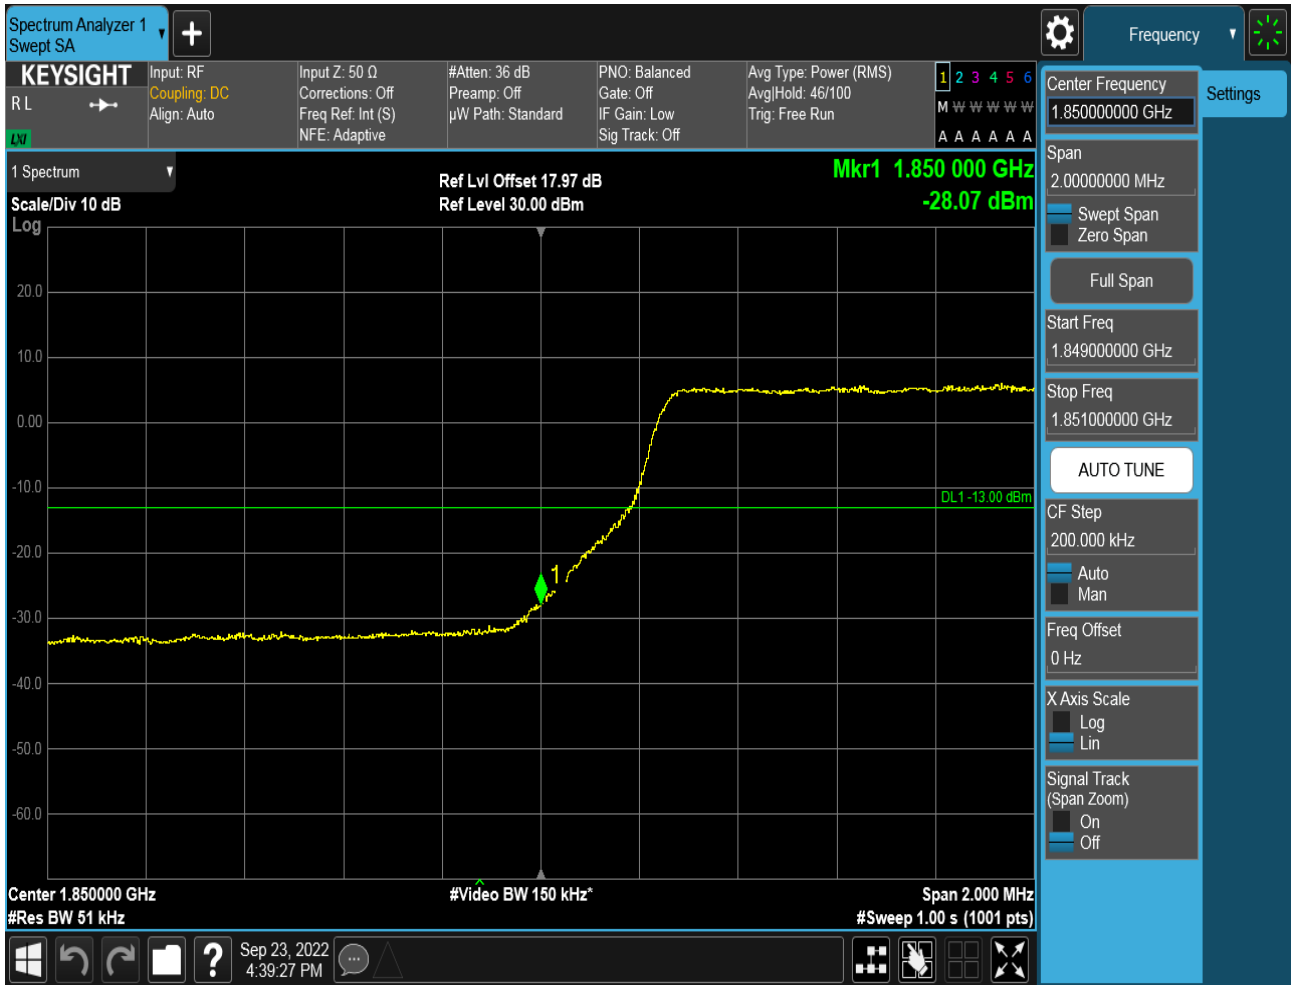 Spectrum Analyzer 1
Swept SA
Frequency
KEYSIGHT
R L
LXI
Input: RF
Coupling: DC
Align: Auto
Input Z: 50 Ω
Corrections: Off
Freq Ref: Int (S)
NFE: Adaptive
#Atten: 36 dB
Preamp: Off
µW Path: Standard
PNO: Balanced
Gate: Off
IF Gain: Low
Sig Track: Off
Avg Type: Power (RMS)
Avg|Hold: 46/100
Trig: Free Run
1 2 3 4 5 6
M W W W W W
A A A A A A
1 Spectrum
Scale/Div 10 dB
Log
Ref Lvl Offset 17.97 dB
Ref Level 30.00 dBm
Mkr1 1.850 000 GHz
-28.07 dBm
20.0
10.0
0.00
-10.0
-20.0
-30.0
-40.0
-50.0
-60.0
DL1 -13.00 dBm
1
Center 1.850000 GHz
#Res BW 51 kHz
#Video BW 150 kHz*
Span 2.000 MHz
#Sweep 1.00 s (1001 pts)
Center Frequency
1.850000000 GHz
Settings
Span
2.00000000 MHz
Swept Span
Zero Span
Full Span
Start Freq
1.849000000 GHz
Stop Freq
1.851000000 GHz
AUTO TUNE
CF Step
200.000 kHz
Auto
Man
Freq Offset
0 Hz
X Axis Scale
Log
Lin
Signal Track
(Span Zoom)
On
Off
?
Sep 23, 2022
4:39:27 PM